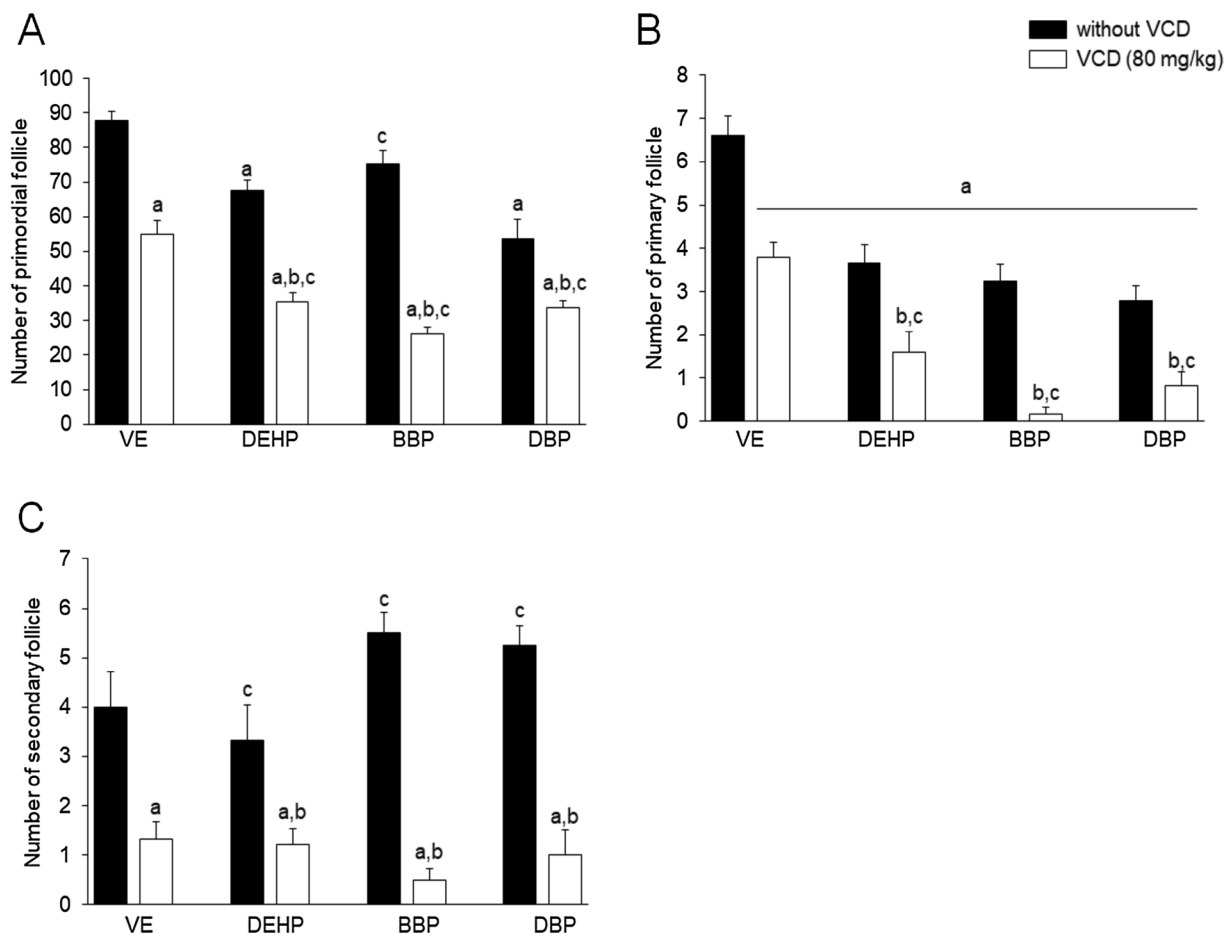 A
Number of primordial follicle
100
90
80
70
60
50
40
30
20
10
0
a
a
a,b,c
c
a,b,c
a
a,b,c
VE DEHP BBP DBP
B
without VCD
VCD (80 mg/kg)
Number of primary follicle
8
7
6
5
4
3
2
1
0
a
b,c
b,c
b,c
VE DEHP BBP DBP
C
Number of secondary follicle
7
6
5
4
3
2
1
0
a
c
a,b
c
a,b
c
a,b
VE DEHP BBP DBP